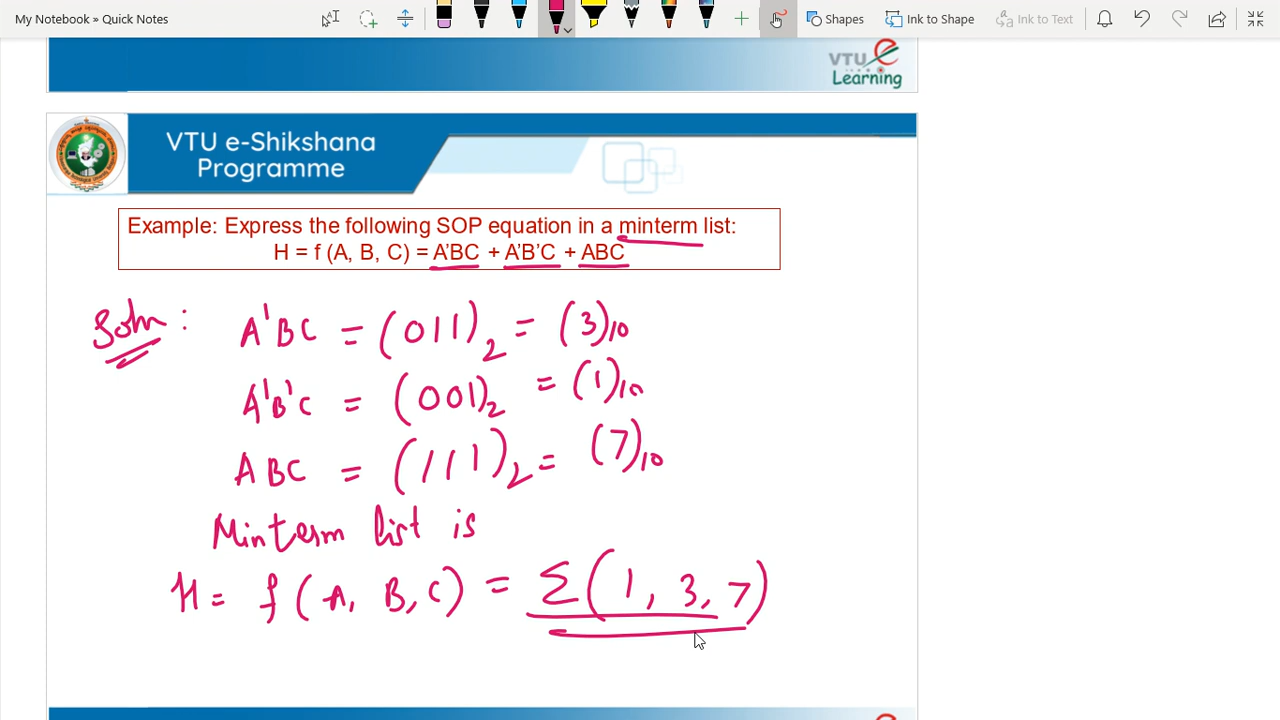 My Notebook » Quick Notes
Shapes
Ink to Shape
Ink to Text
VTU e
Learning
VTU e-Shikshana
Programme
Example: Express the following SOP equation in a minterm list:
H = f (A, B, C) = A'BC + A'B'C + ABC
Soln :
A'BC = (011)₂ = (3)₁₀
A'B'C = (001)₂ = (1)₁₀
ABC = (111)₂ = (7)₁₀
Minterm list is
H = f(A, B, C) = Σ(1, 3, 7)